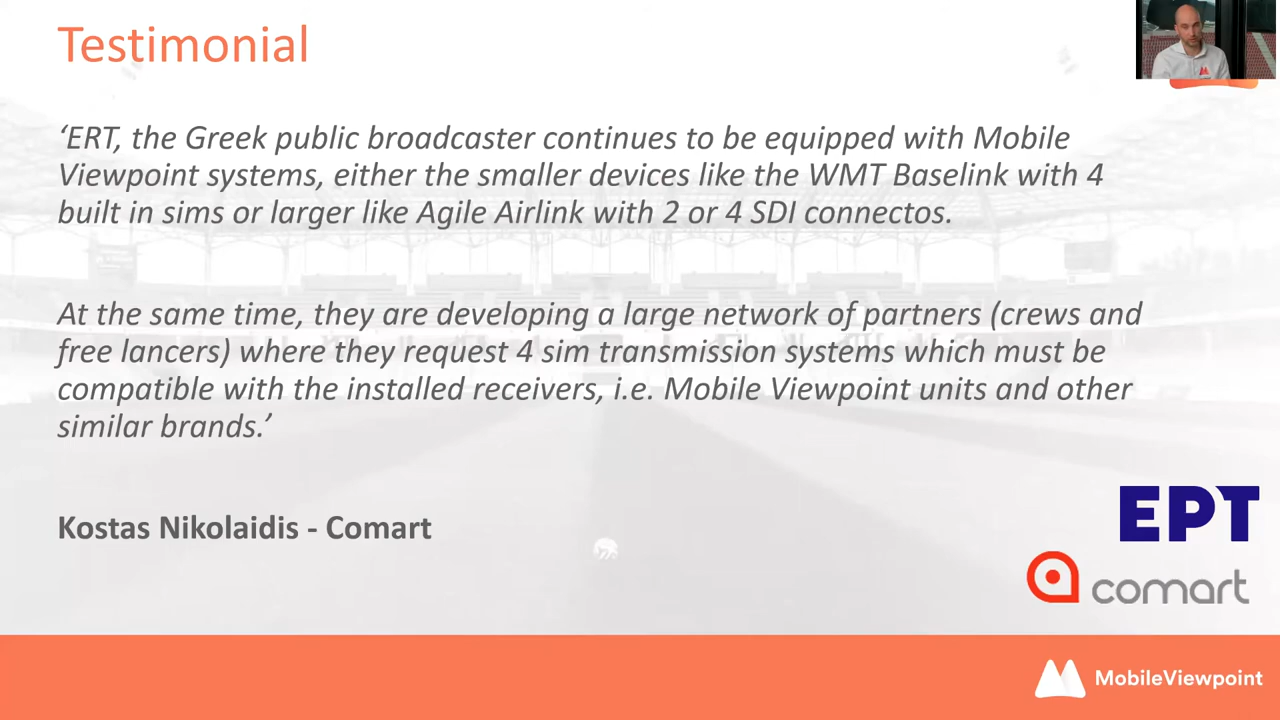 Testimonial
‘ERT, the Greek public broadcaster continues to be equipped with Mobile
Viewpoint systems, either the smaller devices like the WMT Baselink with 4
built in sims or larger like Agile Airlink with 2 or 4 SDI connectos.
At the same time, they are developing a large network of partners (crews and
free lancers) where they request 4 sim transmission systems which must be
compatible with the installed receivers, i.e. Mobile Viewpoint units and other
similar brands.’
Kostas Nikolaidis - Comart
ΕΡΤ
comart
MobileViewpoint